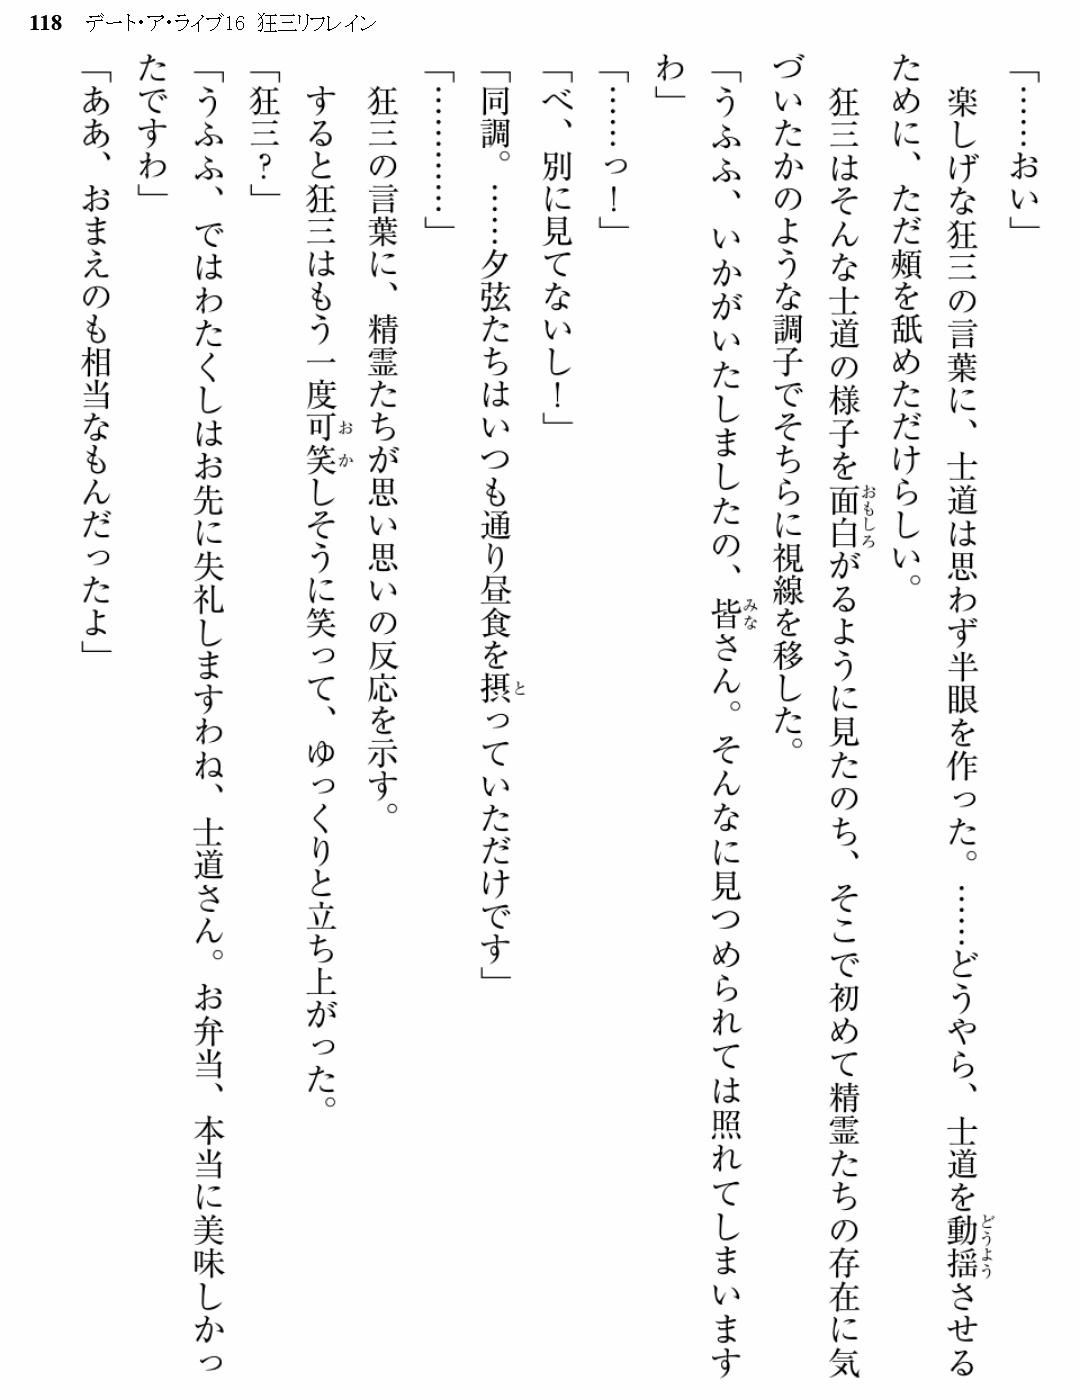 118 デート・ア・ライブ16 狂三リフレイン
「……おい」
楽しげな狂三の言葉に、士道は思わず半眼を作った。……どうやら、士道を動揺させる
ために、ただ頰を舐めただけらしい。
狂三はそんな士道の様子を面白がるように見たのち、そこで初めて精霊たちの存在に気
づいたかのような調子でそちらに視線を移した。
「うふふ、いかがいたしましたの、皆さん。そんなに見つめられては照れてしまいます
わ」
「……っ！」
「べ、別に見てないし！」
「同調。……夕弦たちはいつも通り昼食を摂っていただけです」
「…………」
狂三の言葉に、精霊たちが思い思いの反応を示す。
すると狂三はもう一度可笑しそうに笑って、ゆっくりと立ち上がった。
「狂三？」
「うふふ、ではわたくしはお先に失礼しますわね、士道さん。お弁当、本当に美味しかっ
たですわ」
「ああ、おまえのも相当なもんだったよ」